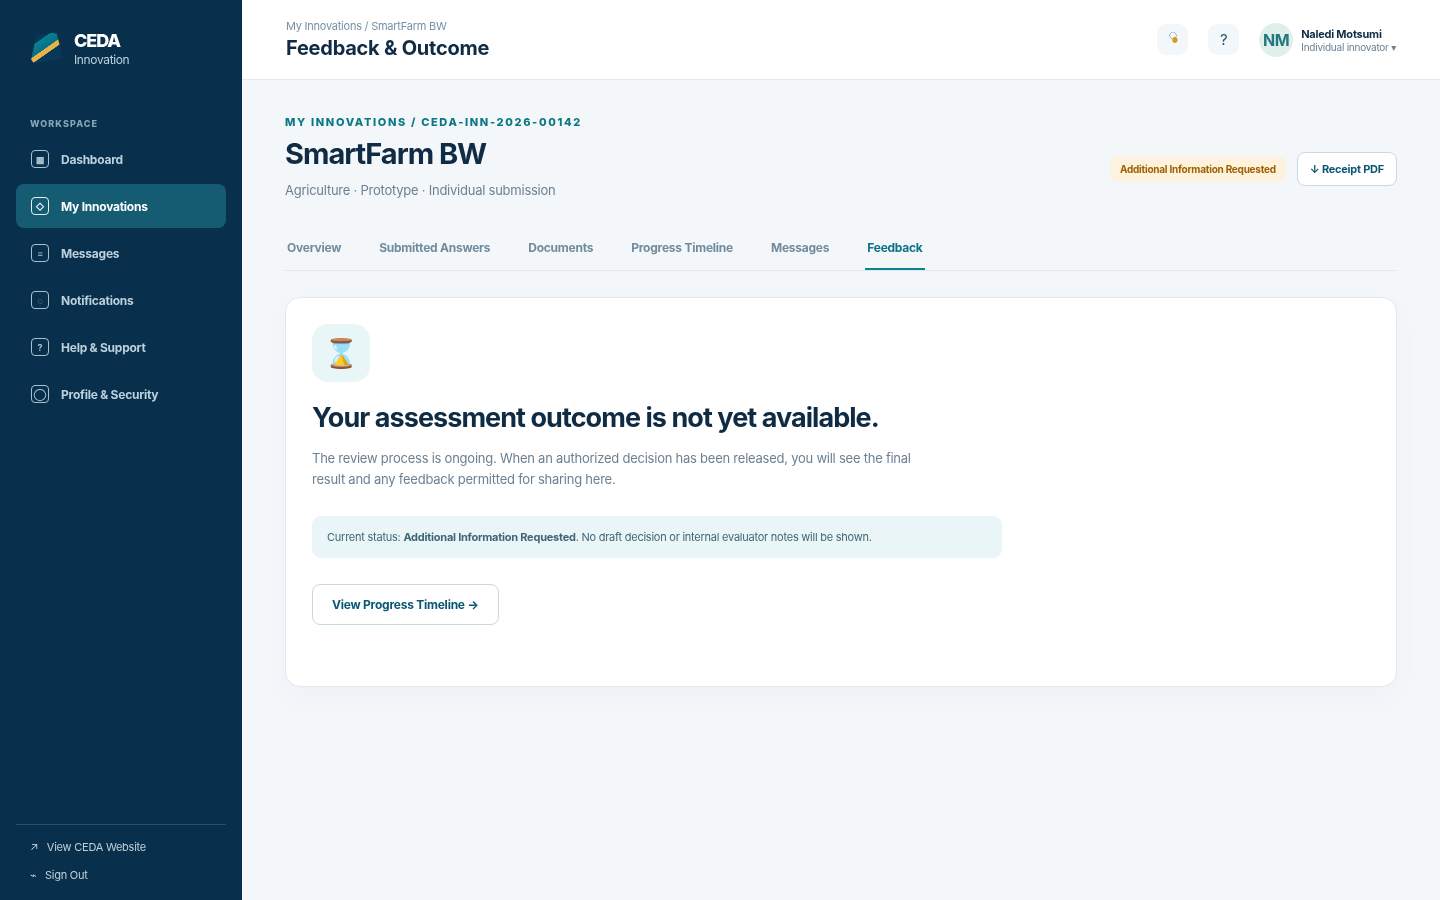 CEDA
Innovation
WORKSPACE
Dashboard
My Innovations
Messages
Notifications
? Help & Support
Profile & Security
↗ View CEDA Website
Sign Out
My Innovations / SmartFarm BW
Feedback & Outcome
?
NM
Naledi Motsumi
Individual innovator ▾
MY INNOVATIONS / CEDA-INN-2026-00142
SmartFarm BW
Agriculture · Prototype · Individual submission
Additional Information Requested
↓ Receipt PDF
Overview Submitted Answers Documents Progress Timeline Messages Feedback
Your assessment outcome is not yet available.
The review process is ongoing. When an authorized decision has been released, you will see the final
result and any feedback permitted for sharing here.
Current status: Additional Information Requested. No draft decision or internal evaluator notes will be shown.
View Progress Timeline →